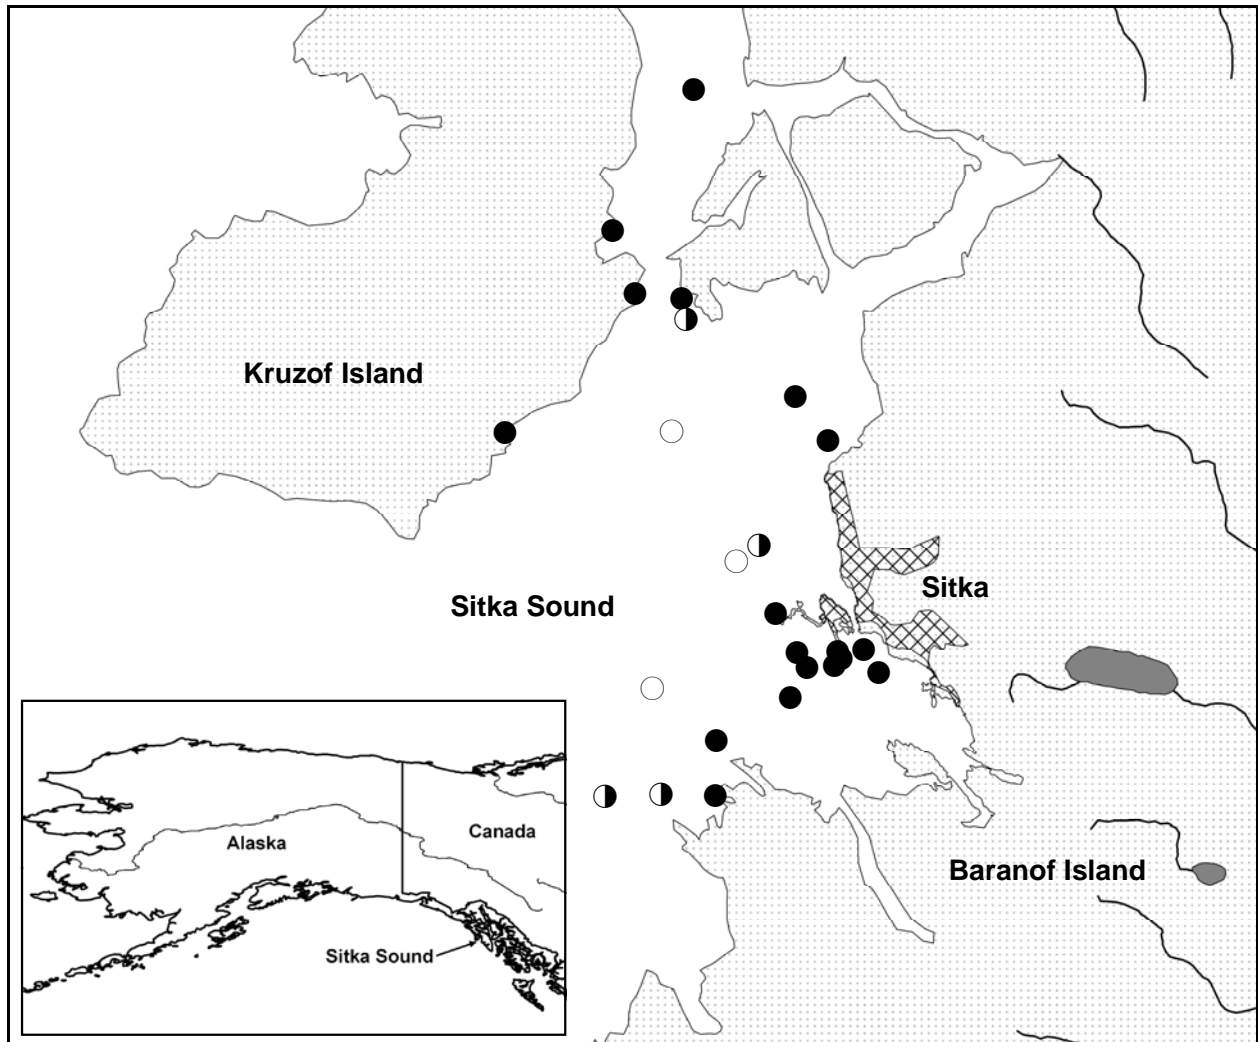 Kruzof Island
Sitka Sound
Sitka
Baranof Island
Alaska
Canada
Sitka Sound